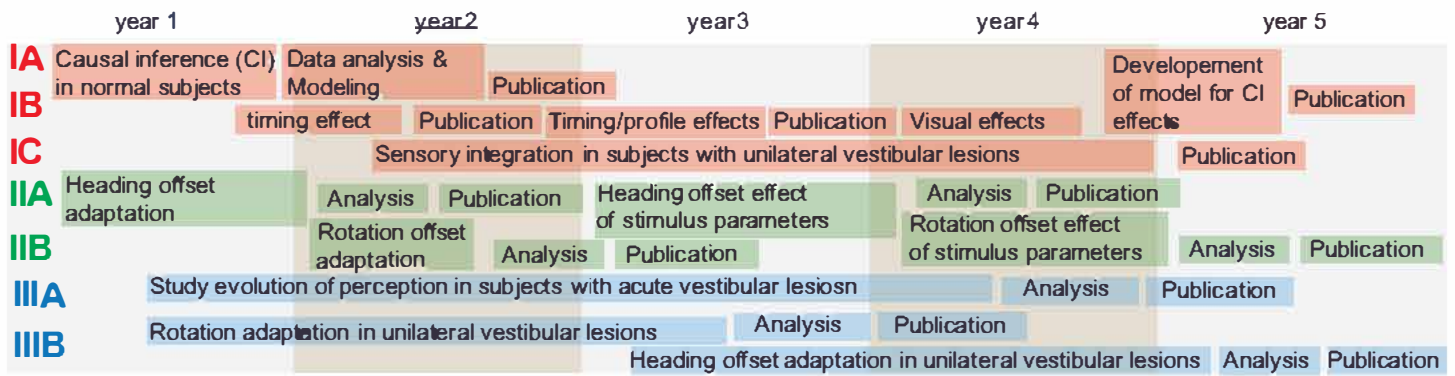 year 1 year2 year3 year4 year 5
IA Causal inference (CI) Data analysis & Developement
in normal subjects Modeling Publication of model for CI Publication
IB timing effect Publication Timing/profile effects Publication Visual effects effects
IC Sensory integration in subjects with unilateral vestibular lesions Publication
IIA Heading offset Analysis Publication Heading offset effect Analysis Publication
adaptation of stimulus parameters
Rotation offset Rotation offset effect
IIB adaptation Analysis Publication of stimulus parameters Analysis Publication
IIIA Study evolution of perception in subjects with acute vestibular lesiosn Analysis Publication
IIIB Rotation adaptation in unilateral vestibular lesions Analysis Publication
Heading offset adaptation in unilateral vestibular lesions Analysis Publication